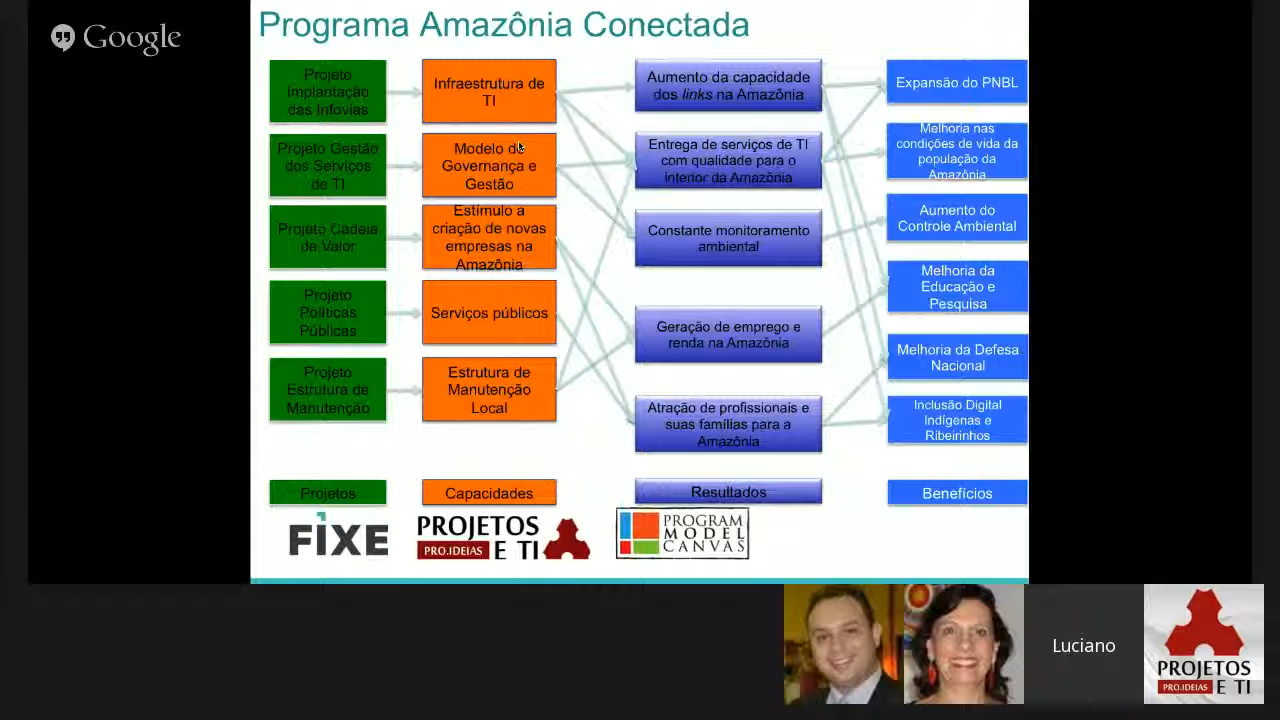 Google
Programa Amazônia Conectada
Projeto
Implantação
das Infovias
Infraestrutura de
TI
Aumento da capacidade
dos links na Amazônia
Expansão do PNBL
Projeto Gestão
dos Serviços
de TI
Modelo de
Governança e
Gestão
Entrega de serviços de TI
com qualidade para o
interior da Amazônia
Melhoria nas
condições de vida da
população da
Amazônia
Projeto Cadeia
de Valor
Estímulo a
criação de novas
empresas na
Amazônia
Constante monitoramento
ambiental
Aumento do
Controle Ambiental
Projeto
Políticas
Públicas
Serviços públicos
Geração de emprego e
renda na Amazônia
Melhoria da
Educação e
Pesquisa
Melhoria da Defesa
Nacional
Projeto
Estrutura de
Manutenção
Estrutura de
Manutenção
Local
Atração de profissionais e
suas famílias para a
Amazônia
Inclusão Digital
Indígenas e
Ribeirinhos
Projetos
Capacidades
Resultados
Benefícios
FIXE
PROJETOS
PRO.IDEIAS E TI
PROGRAM
MODEL
CANVAS
Luciano
PROJETOS
PRO.IDEIAS E TI